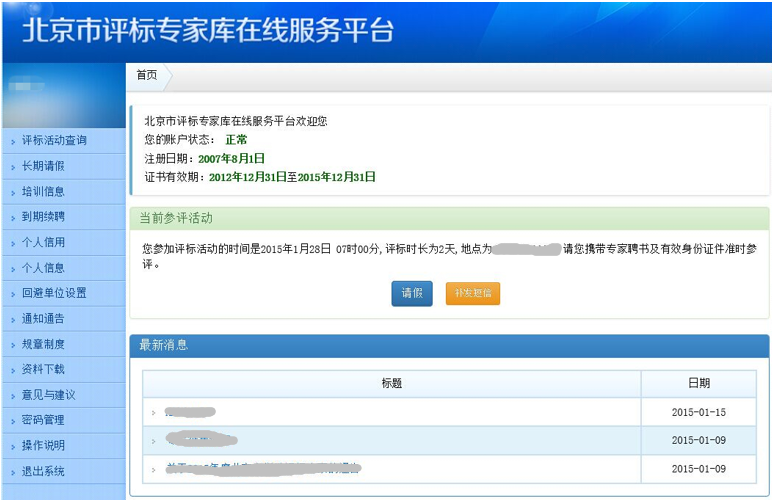 北京市评标专家库在线服务平台
首页
评标活动查询
长期请假
培训信息
到期续聘
个人信用
个人信息
回避单位设置
通知通告
规章制度
资料下载
意见与建议
密码管理
操作说明
退出系统
北京市评标专家库在线服务平台欢迎您
您的账户状态： 正常
注册日期：2007年8月1日
证书有效期：2012年12月31日至2015年12月31日
当前参评活动
您参加评标活动的时间是2015年1月28日 07时00分,评标时长为2天,地点为 请您携带专家聘书及有效身份证件准时参
评。
请假 补发短信
最新消息
标题 日期
2015-01-15
2015-01-09
2015-01-09